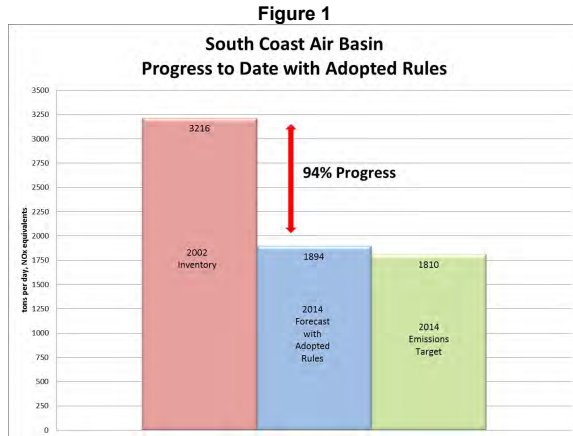 Figure 1
South Coast Air Basin
Progress to Date with Adopted Rules
tons per day, NOx equivalents
3500
3250
3000
2750
2500
2250
2000
1750
1500
1250
1000
750
500
250
0
3216
2002
Inventory
94% Progress
1894
2014
Forecast
with
Adopted
Rules
1810
2014
Emissions
Target